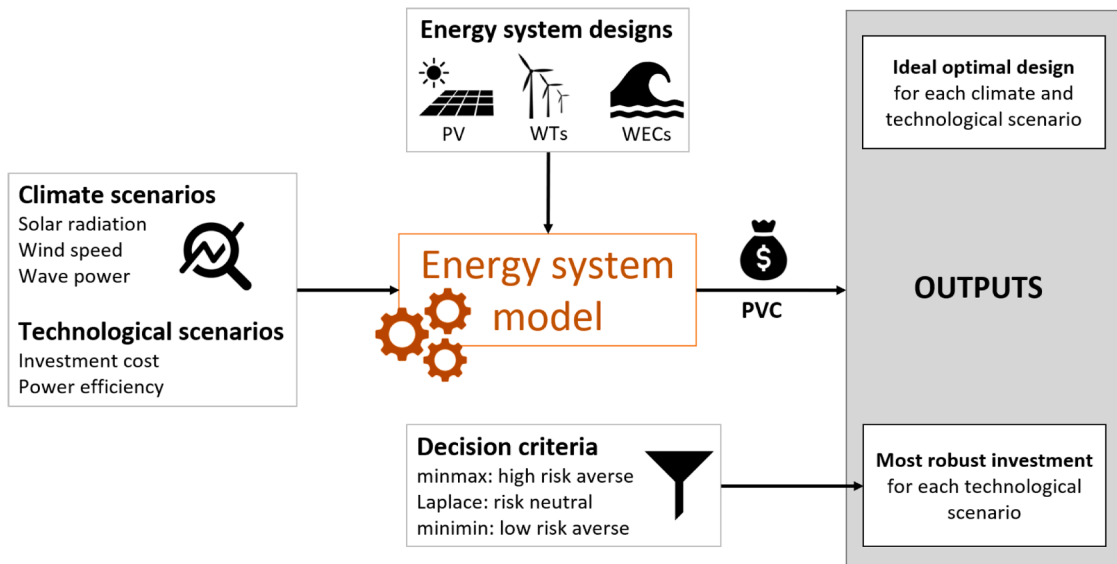 Energy system designs
PV
WTs
WECs
Climate scenarios
Solar radiation
Wind speed
Wave power
Technological scenarios
Investment cost
Power efficiency
Energy system
model
$
PVC
Decision criteria
minmax: high risk averse
Laplace: risk neutral
minimin: low risk averse
Ideal optimal design
for each climate and
technological scenario
OUTPUTS
Most robust investment
for each technological
scenario